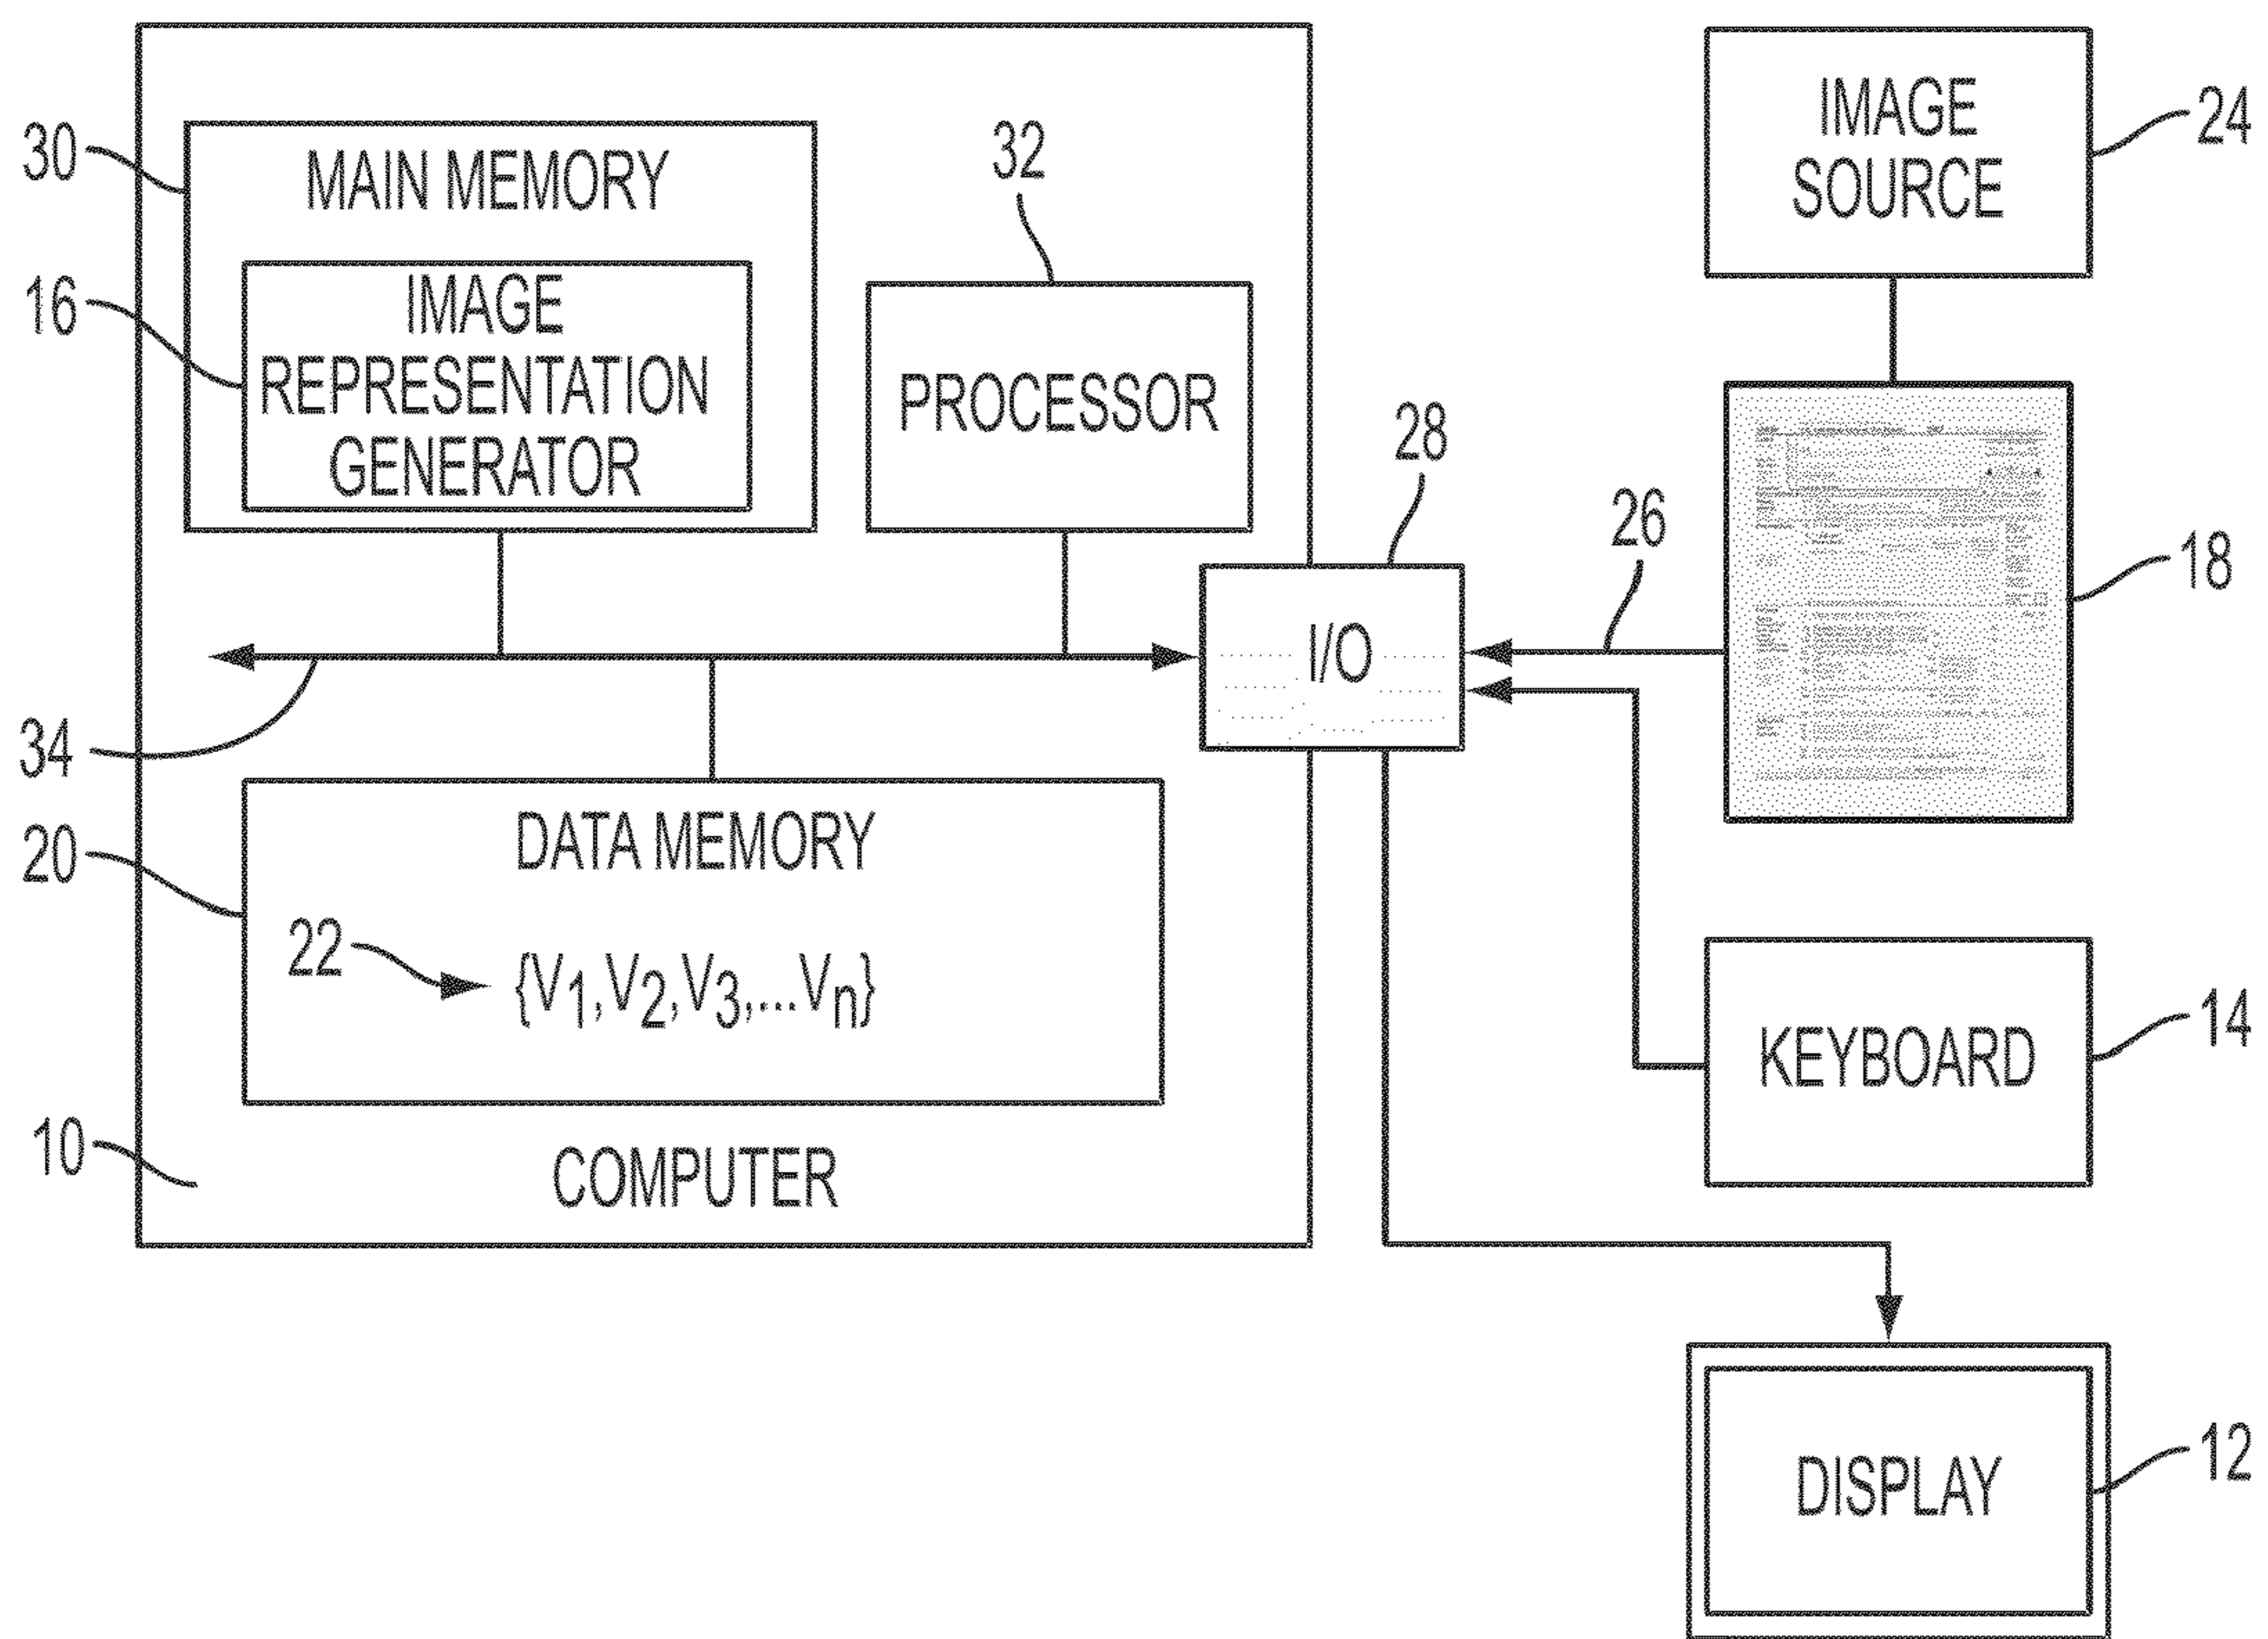 30
MAIN MEMORY
16
IMAGE
REPRESENTATION
GENERATOR
32
PROCESSOR
28
I/O
34
20
DATA MEMORY
22
{V1,V2,V3,...Vn}
10
COMPUTER
IMAGE
SOURCE
24
26
18
KEYBOARD
14
DISPLAY
12